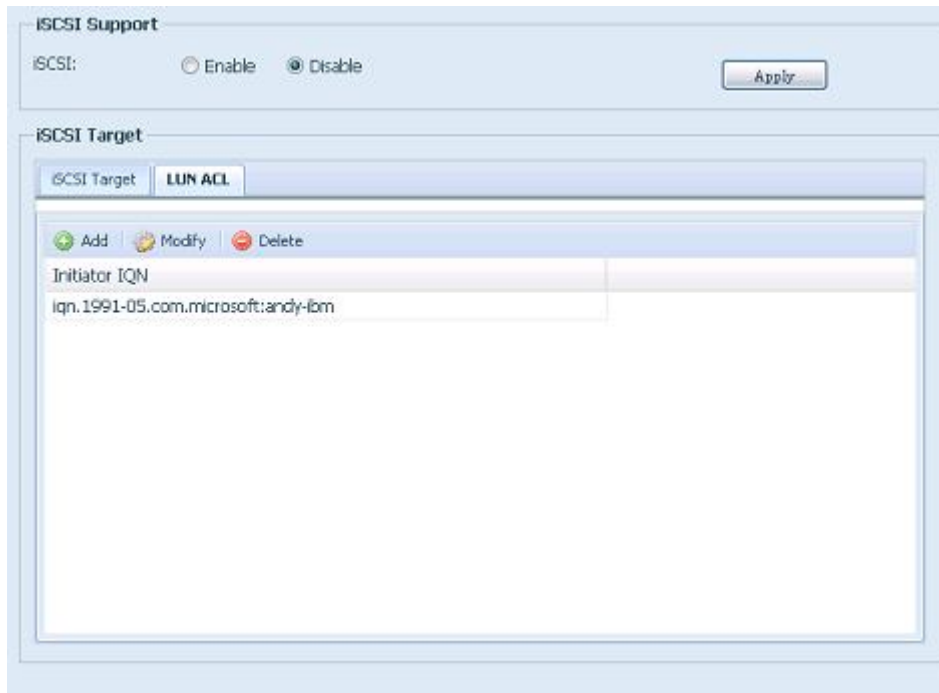 iSCSI Support
iSCSI: Enable Disable Apply
iSCSI Target
iSCSI Target LUN ACL
Add Modify Delete
Initiator IQN
iqn.1991-05.com.microsoft:andy-ibm